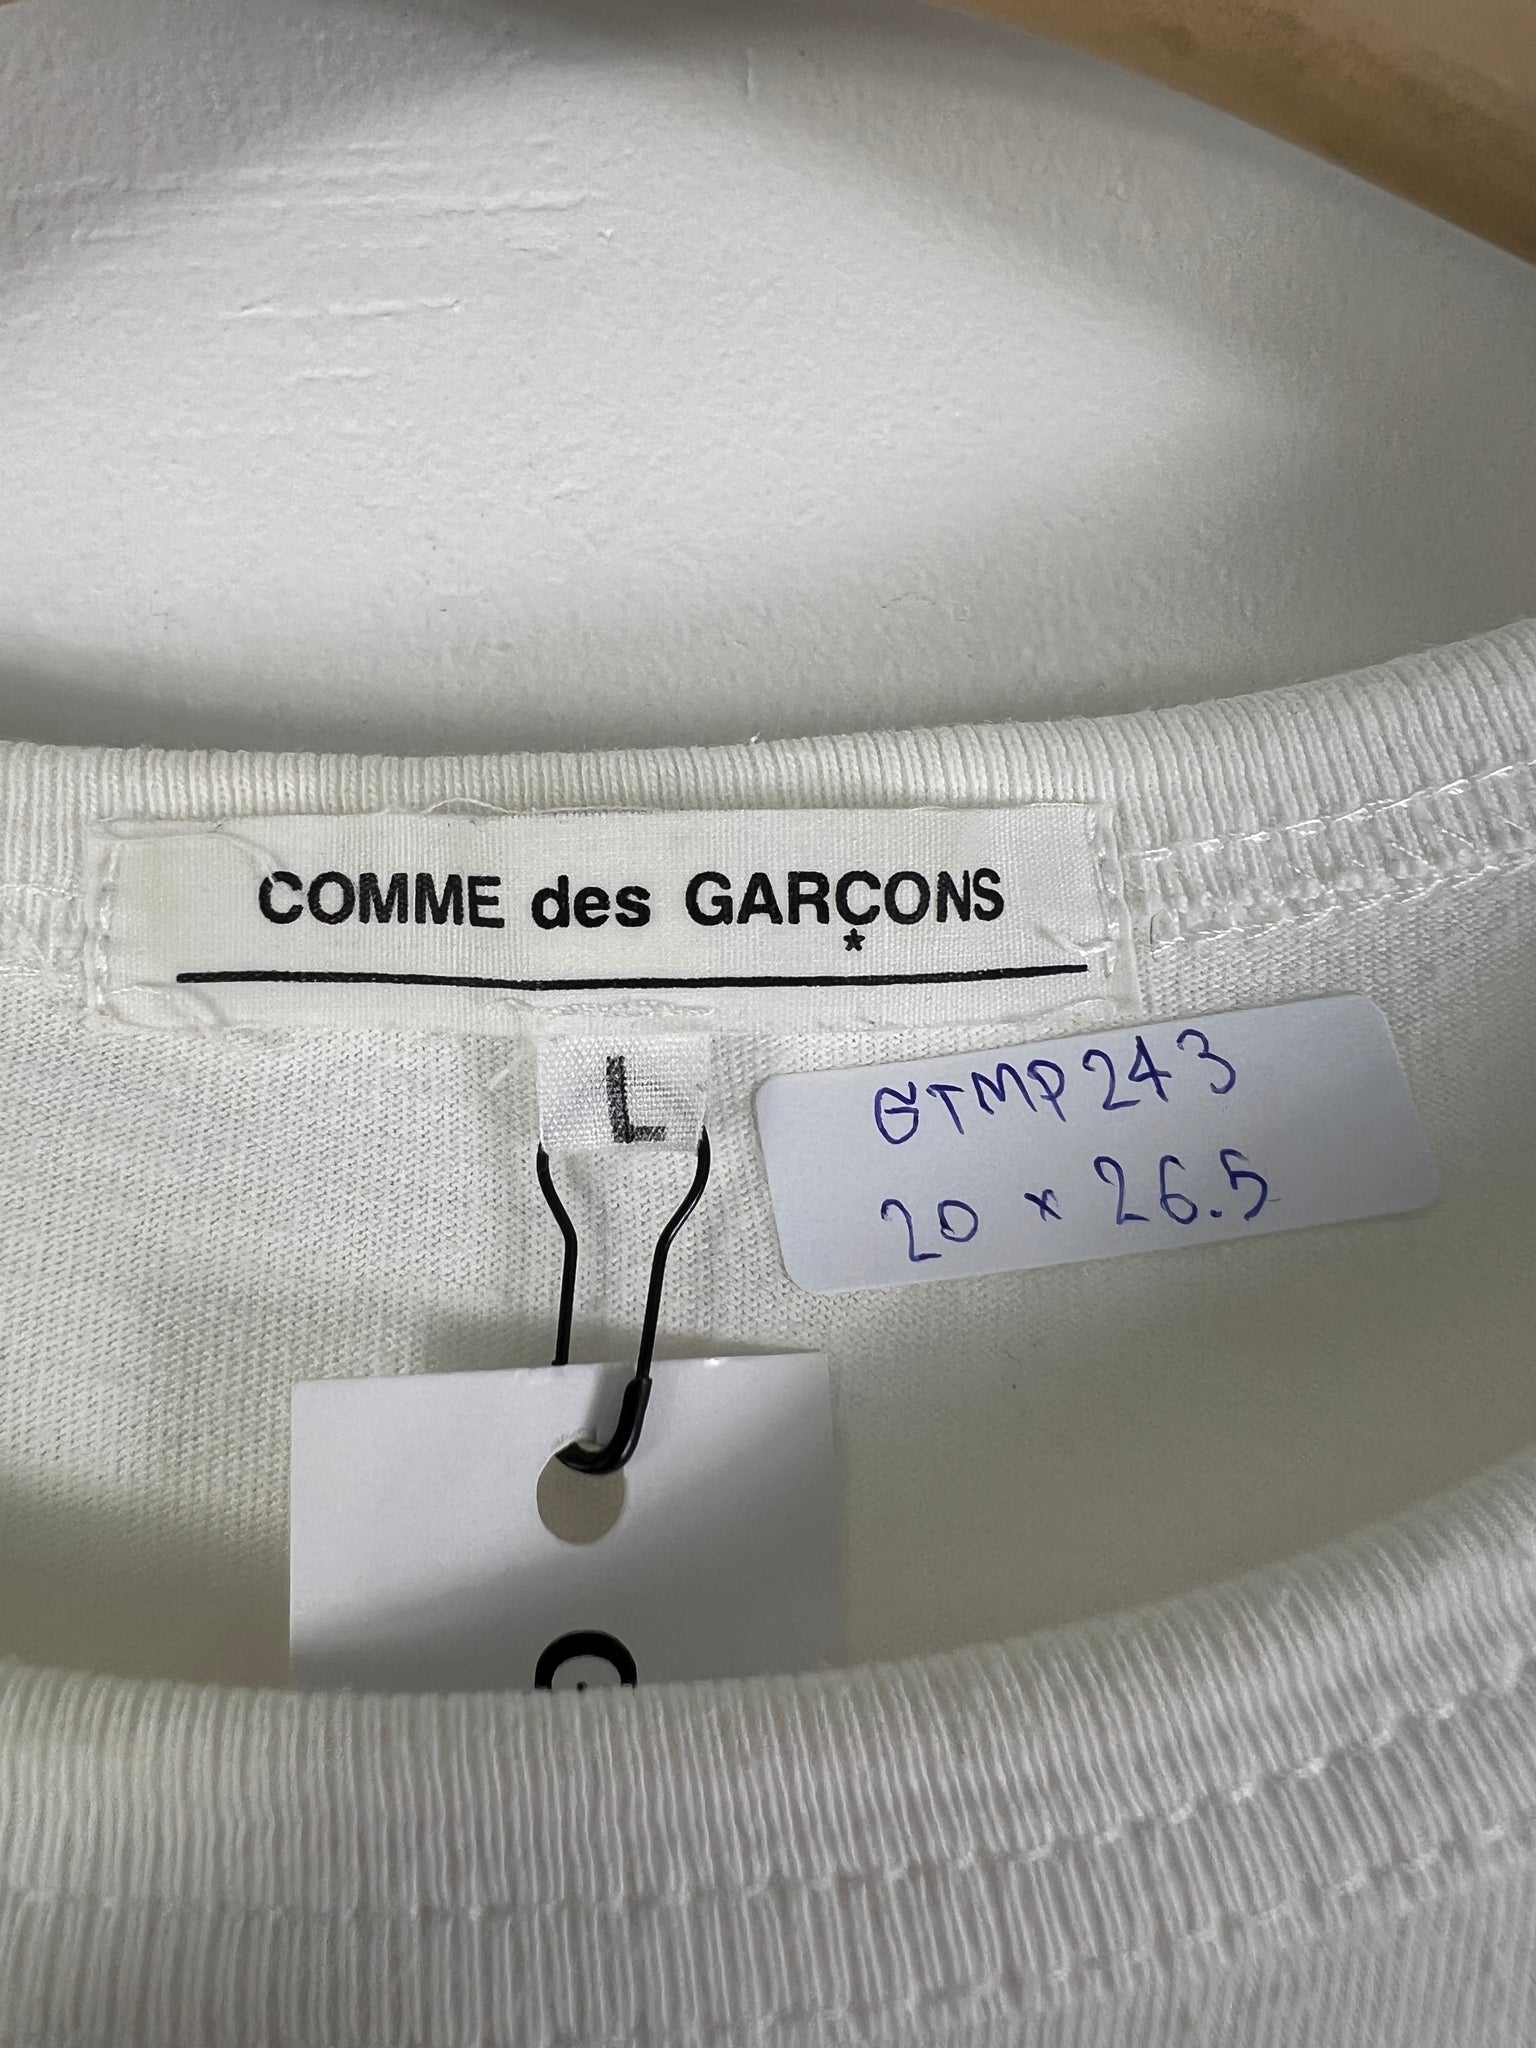 COMME des GARÇONS
*
L
GTMP243
20 x 26.5